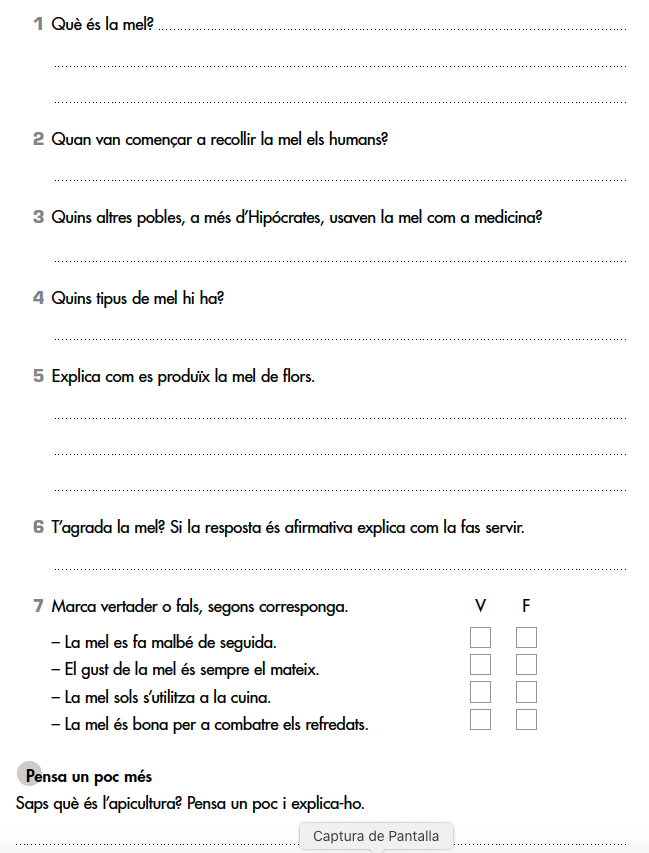 1 Què és la mel?
2 Quan van començar a recollir la mel els humans?
3 Quins altres pobles, a més d'Hipócrates, usaven la mel com a medicina?
4 Quins tipus de mel hi ha?
5 Explica com es produïx la mel de flors.
6 T'agrada la mel? Si la resposta és afirmativa explica com la fas servir.
7 Marca vertader o fals, segons corresponga. V F
– La mel es fa malbé de seguida.
– El gust de la mel és sempre el mateix.
– La mel sols s'utilitza a la cuina.
– La mel és bona per a combatre els refredats.
Pensa un poc més
Saps què és l'apicultura? Pensa un poc i explica-ho.
Captura de Pantalla